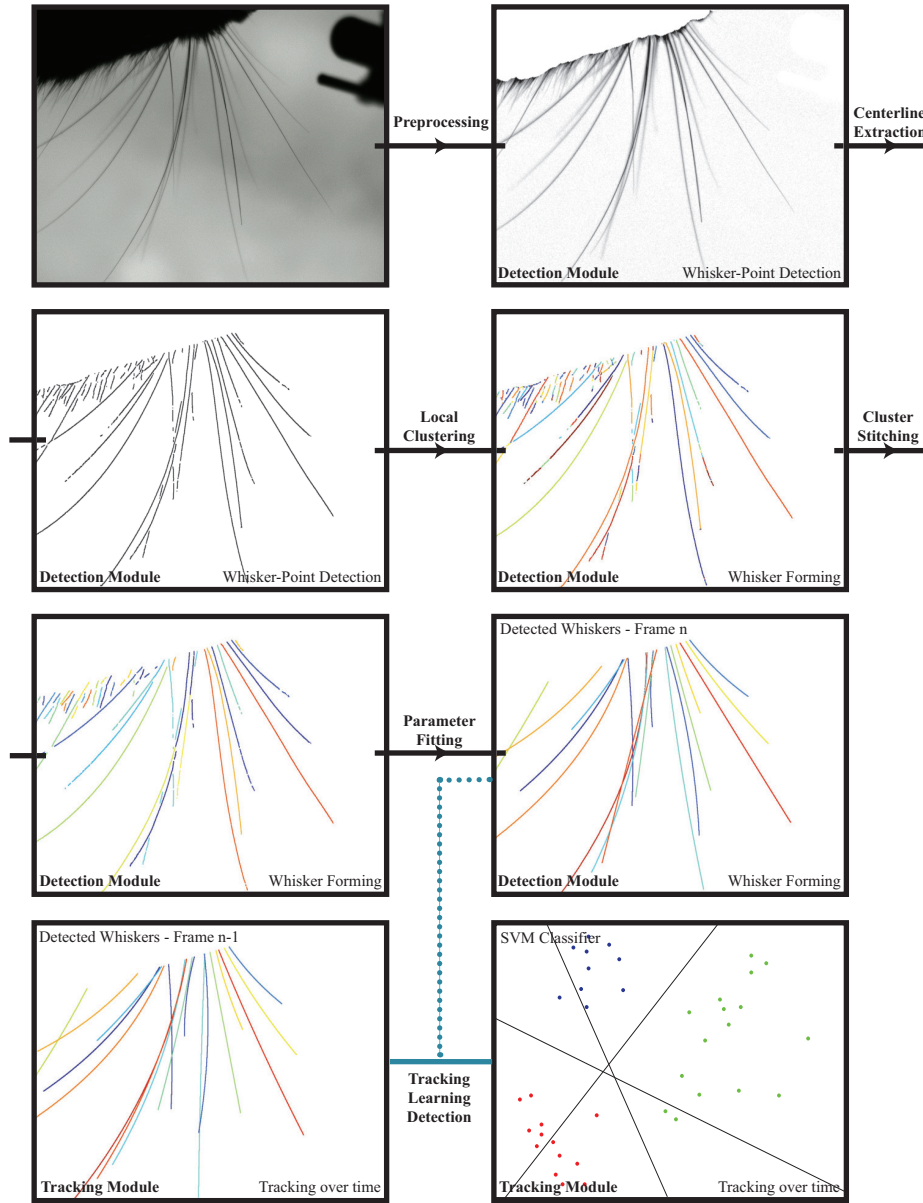 Preprocessing
Centerline
Extraction
Detection Module
Whisker-Point Detection
Detection Module
Whisker-Point Detection
Local
Clustering
Detection Module
Whisker Forming
Cluster
Stitching
Detection Module
Whisker Forming
Parameter
Fitting
Detected Whiskers - Frame n
Detection Module
Whisker Forming
Detected Whiskers - Frame n-1
Tracking Module
Tracking over time
Tracking
Learning
Detection
SVM Classifier
Tracking Module
Tracking over time